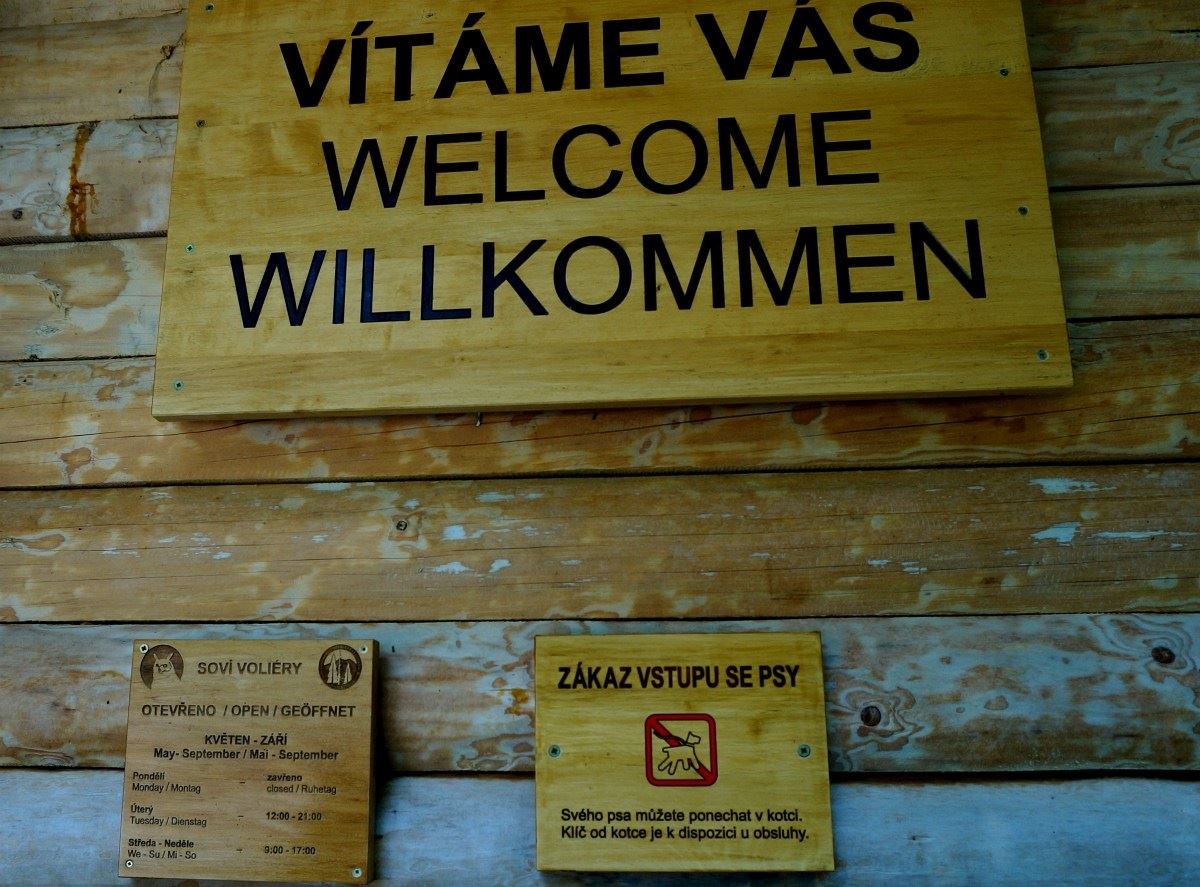 VÍTÁME VÁS
WELCOME
WILLKOMMEN
SOVÍ VOLIÉRY
OTEVŘENO / OPEN / GEÖFFNET
KVĚTEN - ZÁŘÍ
May- September / Mai - September
Pondělí – zavřeno
Monday / Montag closed / Ruhetag
Úterý – 12:00 - 21:00
Tuesday / Dienstag
Středa - Neděle – 9:00 - 17:00
We - Su / Mi - So
ZÁKAZ VSTUPU SE PSY
Svého psa můžete ponechat v kotci.
Klíč od kotce je k dispozici u obsluhy.